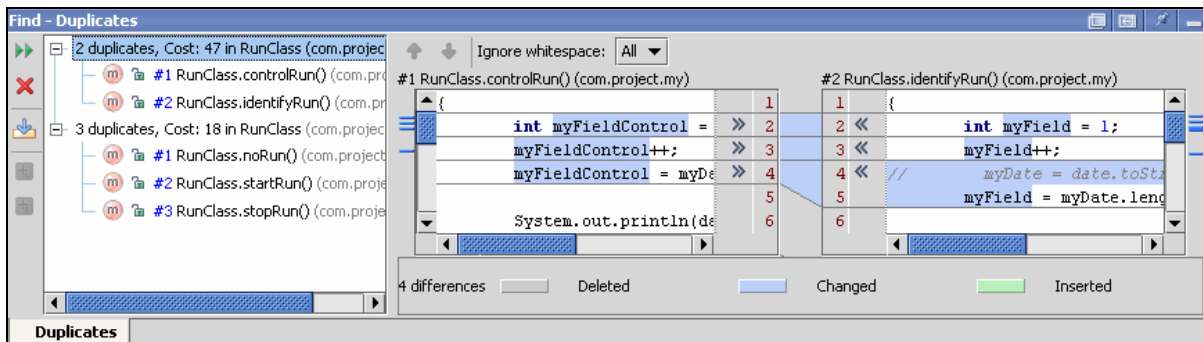 Find - Duplicates
2 duplicates, Cost: 47 in RunClass (com.projec
#1 RunClass.controlRun() (com.pro
#2 RunClass.identifyRun() (com.pr
3 duplicates, Cost: 18 in RunClass (com.projec
#1 RunClass.noRun() (com.project
#2 RunClass.startRun() (com.proje
#3 RunClass.stopRun() (com.proje
Ignore whitespace: All
#1 RunClass.controlRun() (com.project.my)
{ 1
int myFieldControl = 2
myFieldControl++; 3
myFieldControl = myDa 4
5
System.out.println(da 6
#2 RunClass.identifyRun() (com.project.my)
1 {
2 int myField = 1;
3 myField++;
4 // myDate = date.toStr
5 myField = myDate.leng
6
4 differences Deleted Changed Inserted
Duplicates